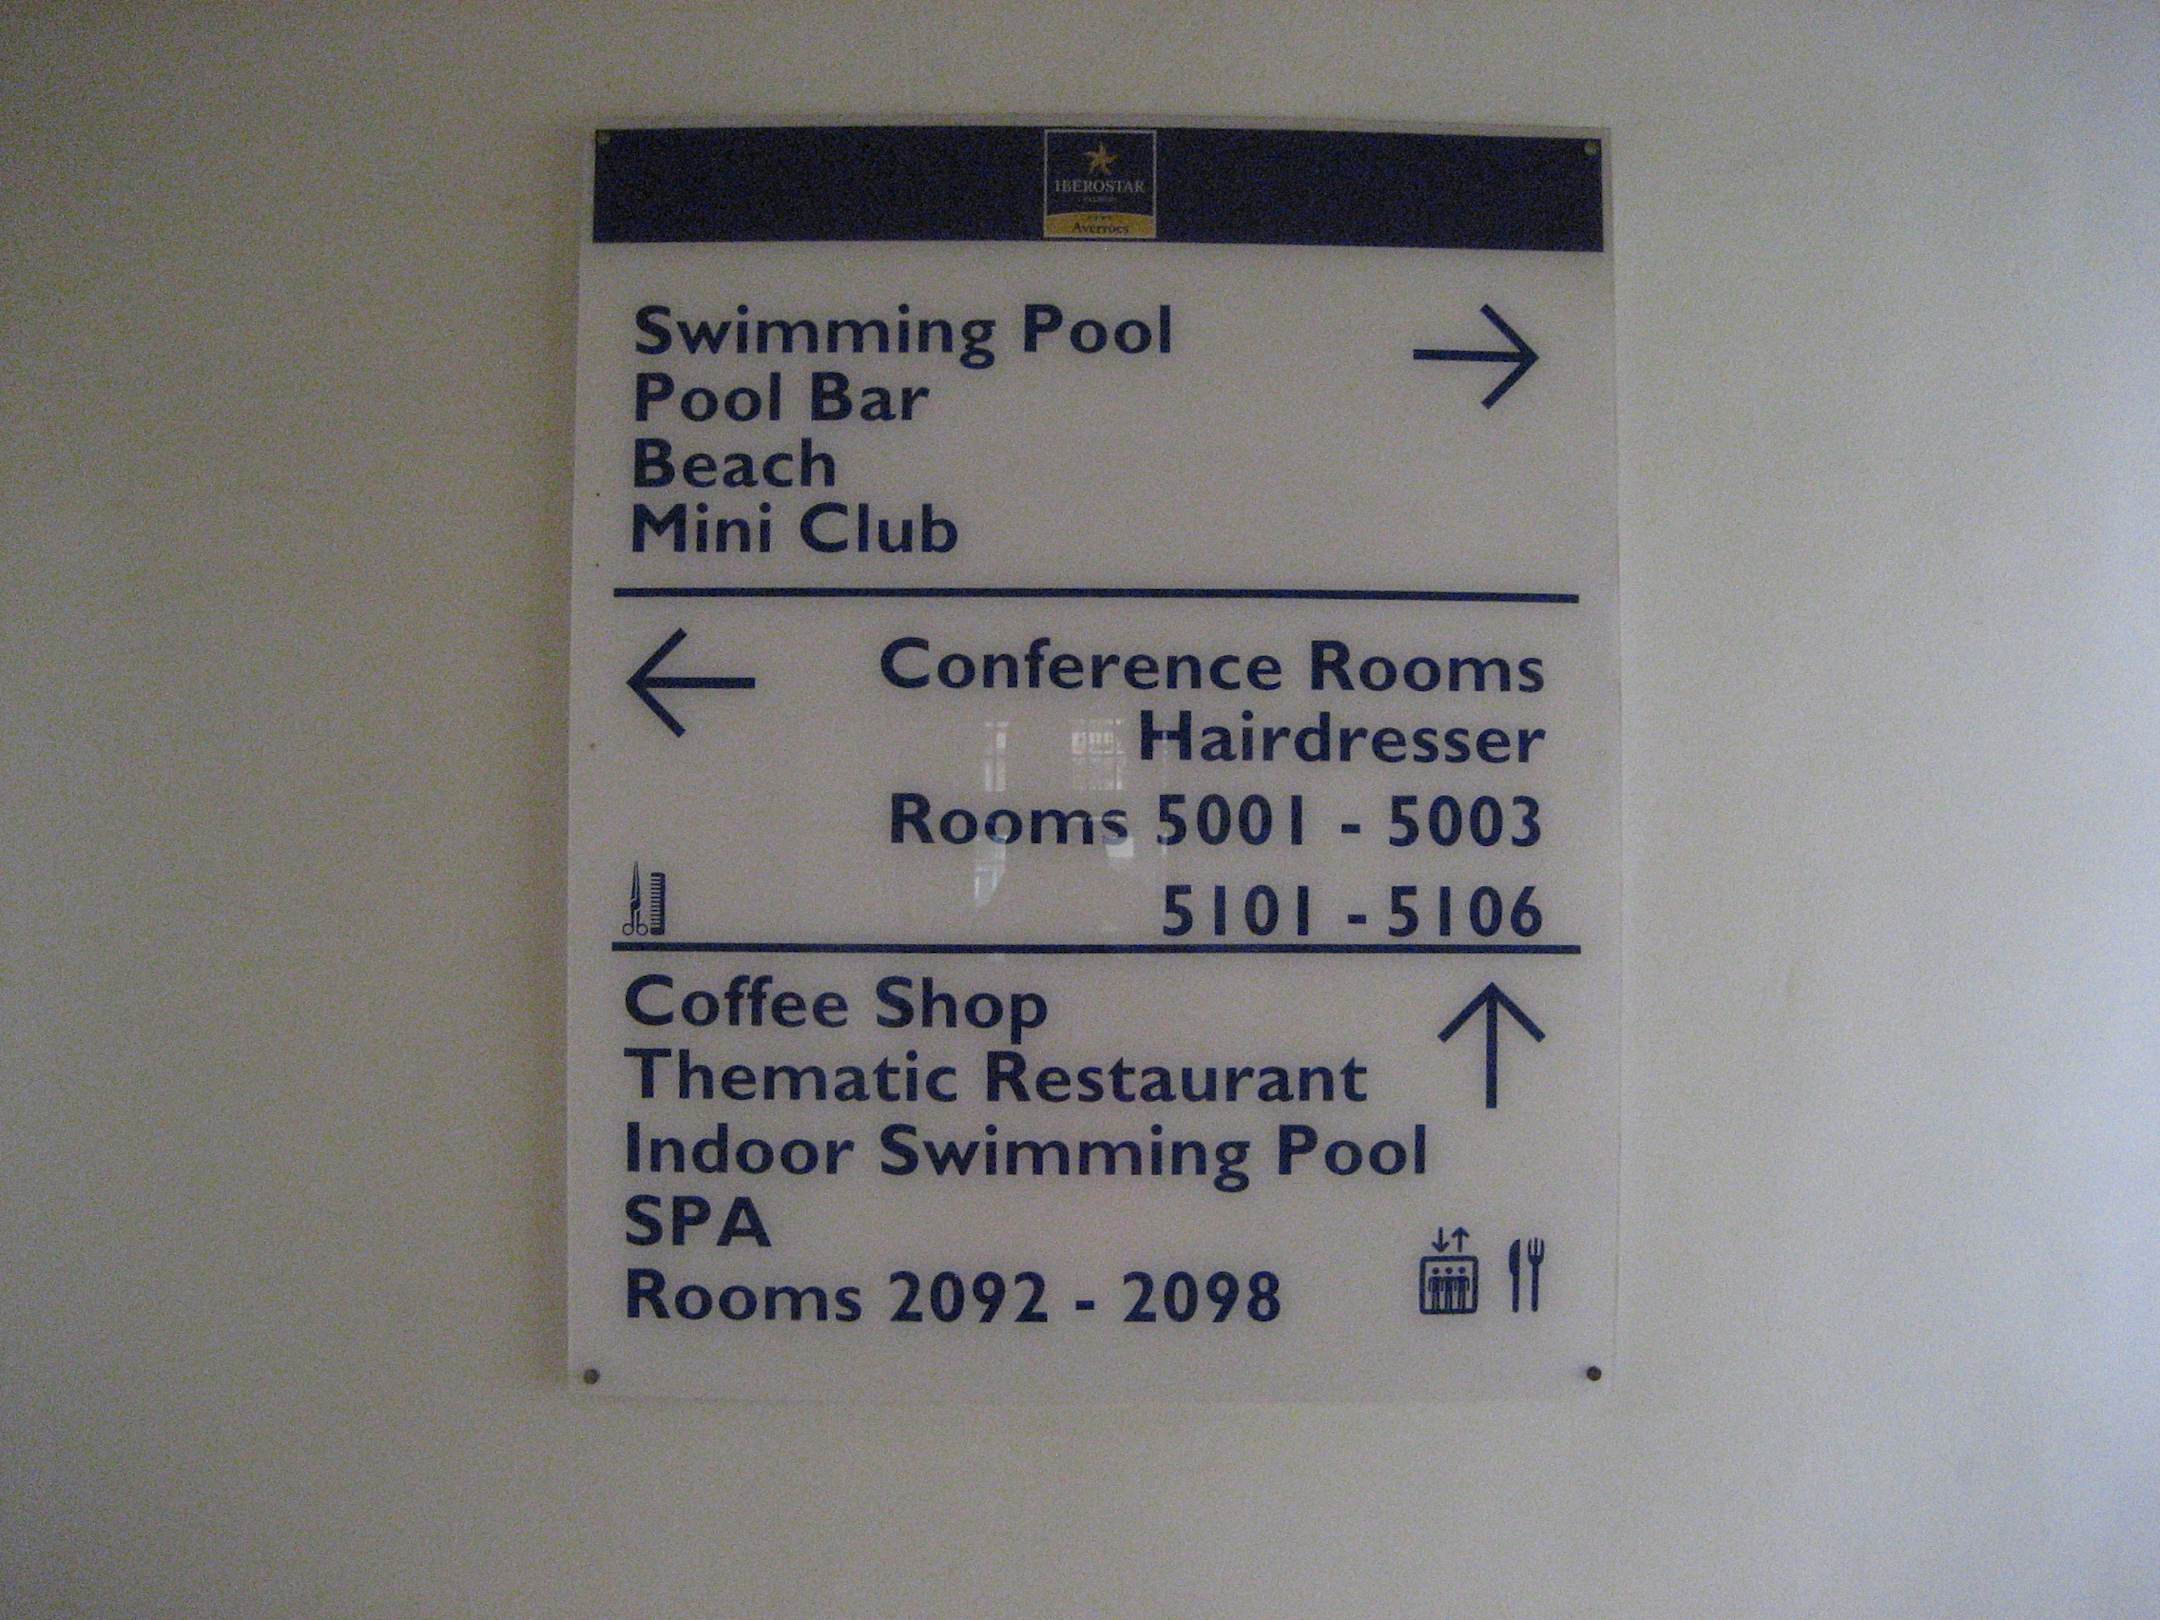 IBEROSTAR
Averroes
Swimming Pool
Pool Bar
Beach
Mini Club
Conference Rooms
Hairdresser
Rooms 5001 - 5003
5101 - 5106
Coffee Shop
Thematic Restaurant
Indoor Swimming Pool
SPA
Rooms 2092 - 2098